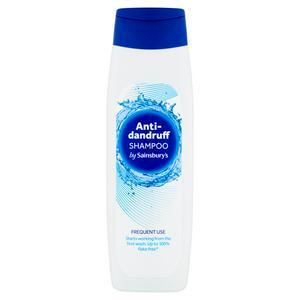 Anti-
dandruff
SHAMPOO
by Sainsbury's
FREQUENT USE
Starts working from the
first wash. Up to 100%
flake free*